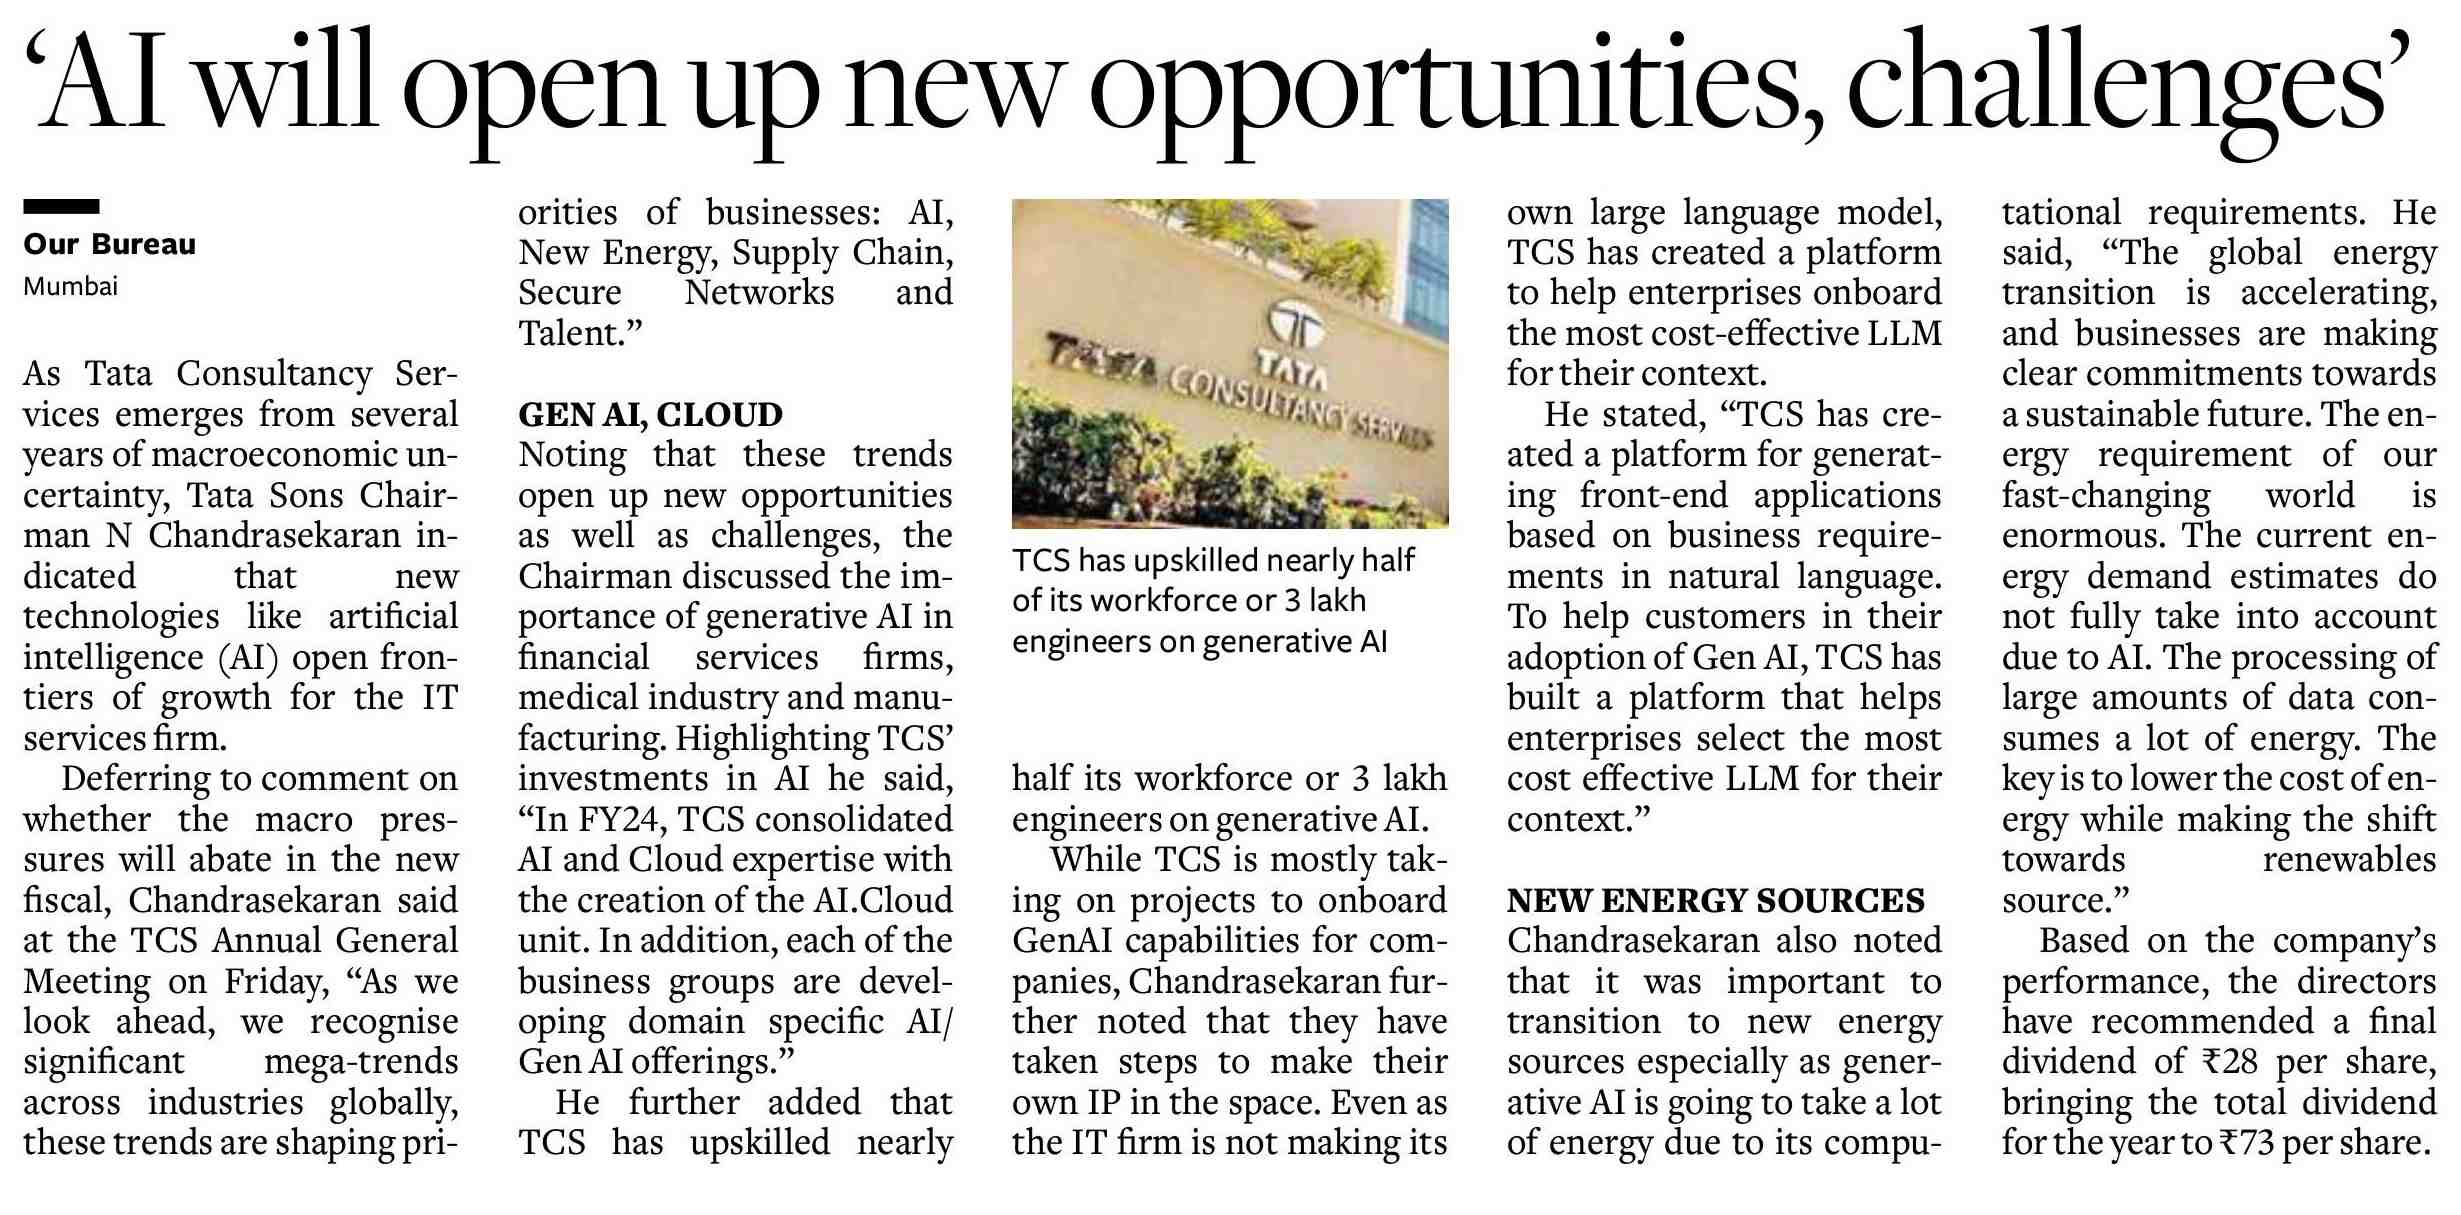 ‘AI will open up new opportunities, challenges’
Our Bureau
Mumbai
As Tata Consultancy Ser-
vices emerges from several
years of macroeconomic un-
certainty, Tata Sons Chair-
man N Chandrasekaran in-
dicated that new
technologies like artificial
intelligence (AI) open fron-
tiers of growth for the IT
services firm.
Deferring to comment on
whether the macro pres-
sures will abate in the new
fiscal, Chandrasekaran said
at the TCS Annual General
Meeting on Friday, “As we
look ahead, we recognise
significant mega-trends
across industries globally,
these trends are shaping pri-
orities of businesses: AI,
New Energy, Supply Chain,
Secure Networks and
Talent.”
GEN AI, CLOUD
Noting that these trends
open up new opportunities
as well as challenges, the
Chairman discussed the im-
portance of generative AI in
financial services firms,
medical industry and manu-
facturing. Highlighting TCS’
investments in AI he said,
“In FY24, TCS consolidated
AI and Cloud expertise with
the creation of the AI.Cloud
unit. In addition, each of the
business groups are devel-
oping domain specific AI/
Gen AI offerings.”
He further added that
TCS has upskilled nearly
TATA
TATA CONSULTANCY SERVICES
TCS has upskilled nearly half
of its workforce or 3 lakh
engineers on generative AI
half its workforce or 3 lakh
engineers on generative AI.
While TCS is mostly tak-
ing on projects to onboard
GenAI capabilities for com-
panies, Chandrasekaran fur-
ther noted that they have
taken steps to make their
own IP in the space. Even as
the IT firm is not making its
own large language model,
TCS has created a platform
to help enterprises onboard
the most cost-effective LLM
for their context.
He stated, “TCS has cre-
ated a platform for generat-
ing front-end applications
based on business require-
ments in natural language.
To help customers in their
adoption of Gen AI, TCS has
built a platform that helps
enterprises select the most
cost effective LLM for their
context.”
NEW ENERGY SOURCES
Chandrasekaran also noted
that it was important to
transition to new energy
sources especially as gener-
ative AI is going to take a lot
of energy due to its compu-
tational requirements. He
said, “The global energy
transition is accelerating,
and businesses are making
clear commitments towards
a sustainable future. The en-
ergy requirement of our
fast-changing world is
enormous. The current en-
ergy demand estimates do
not fully take into account
due to AI. The processing of
large amounts of data con-
sumes a lot of energy. The
key is to lower the cost of en-
ergy while making the shift
towards renewables
source.”
Based on the company’s
performance, the directors
have recommended a final
dividend of ₹28 per share,
bringing the total dividend
for the year to ₹73 per share.